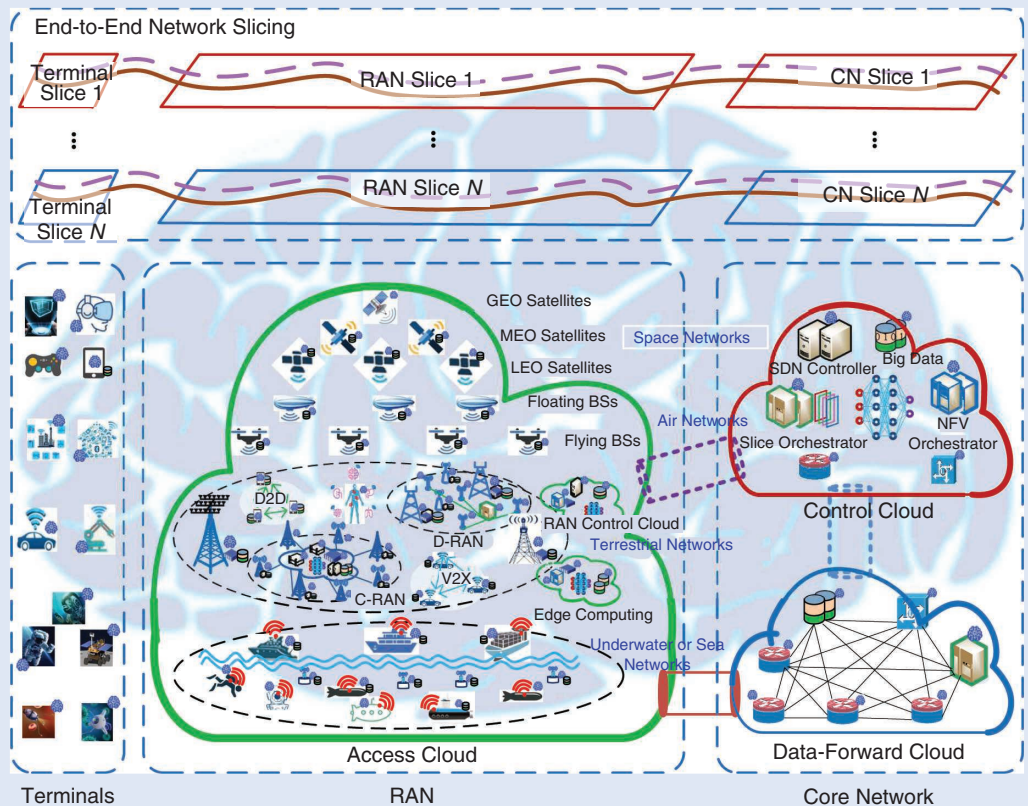 End-to-End Network Slicing
Terminal
Slice 1
RAN Slice 1
CN Slice 1
Terminal
Slice N
RAN Slice N
CN Slice N
GEO Satellites
MEO Satellites
LEO Satellites
Floating BSs
Flying BSs
Space Networks
Air Networks
D2D
D-RAN
RAN Control Cloud
Terrestrial Networks
C-RAN
V2X
Edge Computing
Underwater or Sea
Networks
Access Cloud
SDN Controller
Big Data
Slice Orchestrator
NFV
Orchestrator
Control Cloud
Data-Forward Cloud
Terminals
RAN
Core Network